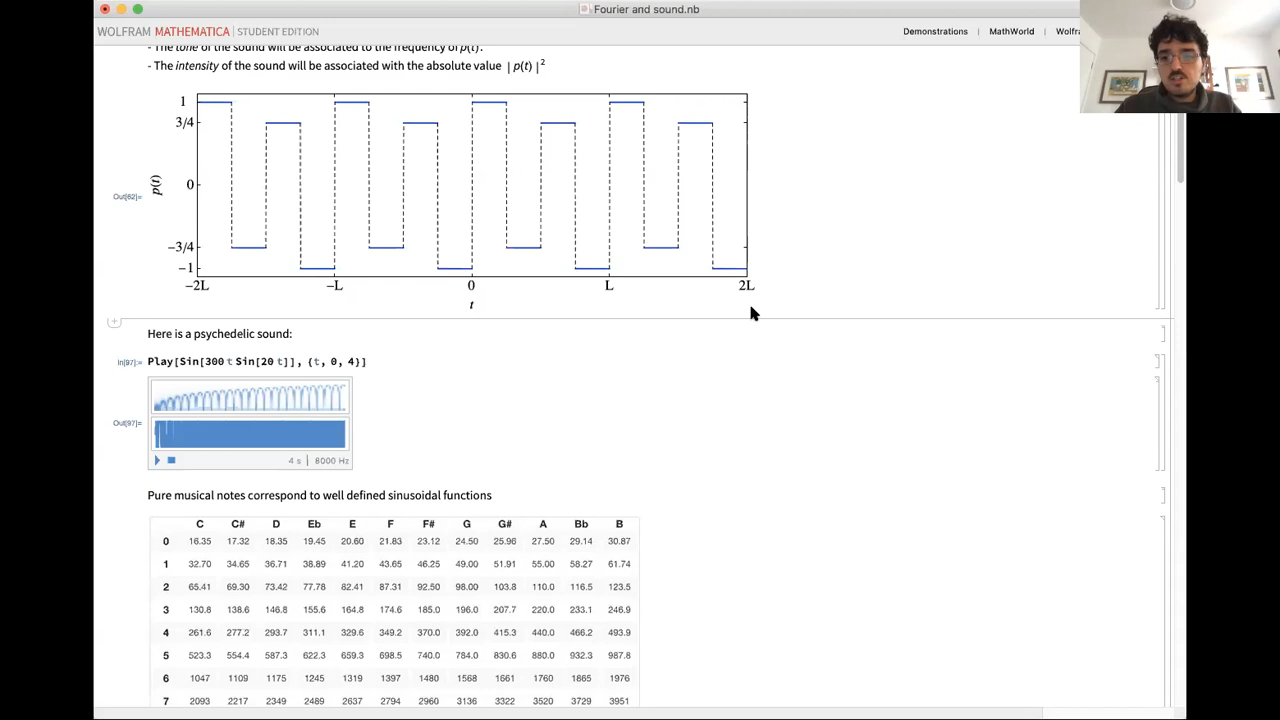 Fourier and sound.nb
WOLFRAM MATHEMATICA | STUDENT EDITION
Demonstrations | MathWorld | Wolfra
- The tone of the sound will be associated to the frequency of p(t).
- The intensity of the sound will be associated with the absolute value | p(t) |²
1
3/4
0
-3/4
-1
p(t)
Out[62]=
-2L -L 0 L 2L
t
Here is a psychedelic sound:
In[97]:= Play[Sin[300 t Sin[20 t]], {t, 0, 4}]
Out[97]=
4 s | 8000 Hz
Pure musical notes correspond to well defined sinusoidal functions
C C# D Eb E F F# G G# A Bb B
0 16.35 17.32 18.35 19.45 20.60 21.83 23.12 24.50 25.96 27.50 29.14 30.87
1 32.70 34.65 36.71 38.89 41.20 43.65 46.25 49.00 51.91 55.00 58.27 61.74
2 65.41 69.30 73.42 77.78 82.41 87.31 92.50 98.00 103.8 110.0 116.5 123.5
3 130.8 138.6 146.8 155.6 164.8 174.6 185.0 196.0 207.7 220.0 233.1 246.9
4 261.6 277.2 293.7 311.1 329.6 349.2 370.0 392.0 415.3 440.0 466.2 493.9
5 523.3 554.4 587.3 622.3 659.3 698.5 740.0 784.0 830.6 880.0 932.3 987.8
6 1047 1109 1175 1245 1319 1397 1480 1568 1661 1760 1865 1976
7 2093 2217 2349 2489 2637 2794 2960 3136 3322 3520 3729 3951